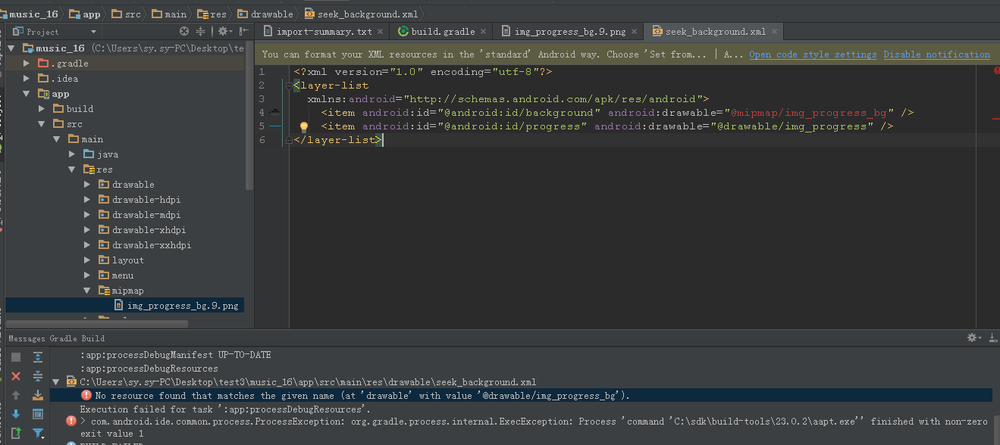 music_16 app src main res drawable seek_background.xml
Project
import-summary.txt build.gradle img_progress_bg.9.png seek_background.xml
music_16 (C:\Users\sy.sy-PC\Desktop\te
You can format your XML resources in the 'standard' Android way. Choose 'Set from... | A... Open code style settings Disable notification
.gradle
.idea
app
build
src
main
java
res
drawable
drawable-hdpi
drawable-mdpi
drawable-xhdpi
drawable-xxhdpi
layout
menu
mipmap
img_progress_bg.9.png
1 <?xml version="1.0" encoding="utf-8"?>
2 <layer-list
3 xmlns:android="http://schemas.android.com/apk/res/android">
4 <item android:id="@android:id/background" android:drawable="@mipmap/img_progress_bg" />
5 <item android:id="@android:id/progress" android:drawable="@drawable/img_progress" />
6 </layer-list>
Messages Gradle Build
:app:processDebugManifest UP-TO-DATE
:app:processDebugResources
C:\Users\sy.sy-PC\Desktop\test3\music_16\app\src\main\res\drawable\seek_background.xml
No resource found that matches the given name (at 'drawable' with value '@drawable/img_progress_bg').
Execution failed for task ':app:processDebugResources'.
> com.android.ide.common.process.ProcessException: org.gradle.process.internal.ExecException: Process 'command 'C:\sdk\build-tools\23.0.2\aapt.exe'' finished with non-zero
exit value 1